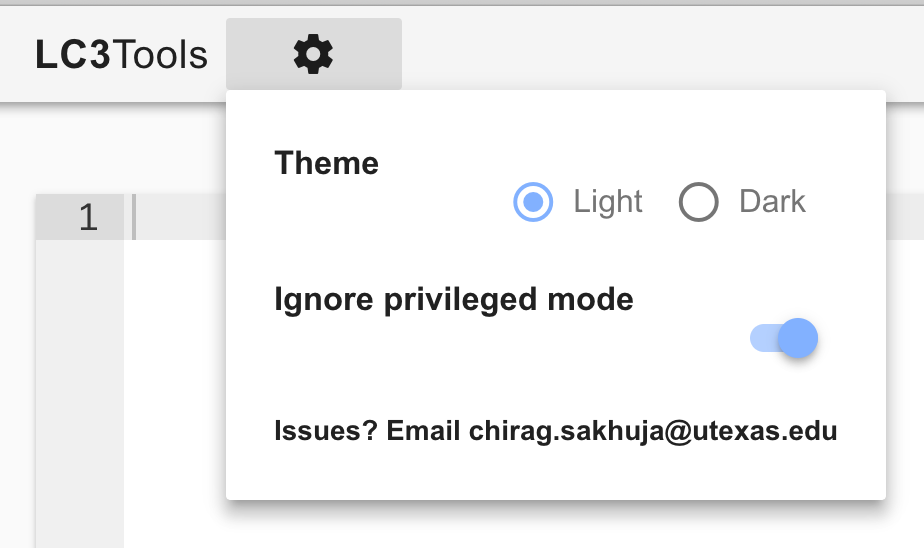 LC3Tools
Theme
Light Dark
1
Ignore privileged mode
Issues? Email chirag.sakhuja@utexas.edu